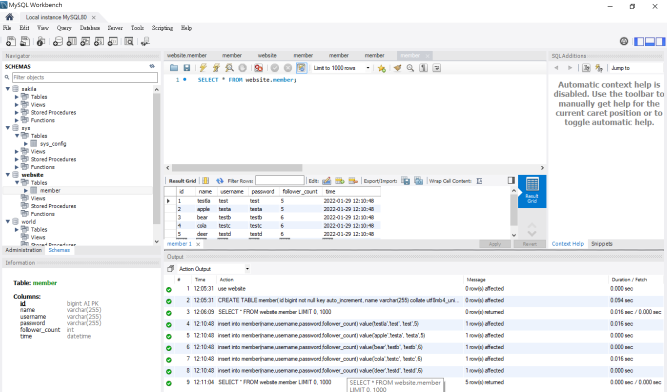 MySQL Workbench
Local instance MySQL80 ×
File Edit View Query Database Server Tools Scripting Help
Navigator
SCHEMAS
Filter objects
sakila
Tables
Views
Stored Procedures
Functions
sys
Tables
sys_config
Views
Stored Procedures
Functions
website
Tables
member
Views
Stored Procedures
Functions
world
Tables
Views
Stored Procedures
Administration Schemas
Information
Table: member
Columns:
id bigint AI PK
name varchar(255)
username varchar(255)
password varchar(255)
follower_count int
time datetime
website member member website member member member member
Limit to 1000 rows
1 SELECT * FROM website.member;
Result Grid Filter Rows: Edit: Export/Import: Wrap Cell Content:
id name username password follower_count time
1 testla test test 5 2022-01-29 12:10:48
2 apple testa testa 5 2022-01-29 12:10:48
3 bear testb testb 6 2022-01-29 12:10:48
4 cola testc testc 6 2022-01-29 12:10:48
5 deer testd testd 6 2022-01-29 12:10:48
Result Grid
member 1 × Apply Revert
SQLAdditions
Jump to
Automatic context help is
disabled. Use the toolbar to
manually get help for the
current caret position or to
toggle automatic help.
Context Help Snippets
Output
Action Output
# Time Action Message Duration / Fetch
1 12:05:31 use website 0 row(s) affected 0.000 sec
2 12:05:31 CREATE TABLE member( id bigint not null key auto_increment, name varchar(255) collate utf8mb4_uni... 0 row(s) affected 0.094 sec
3 12:06:09 SELECT * FROM website.member LIMIT 0, 1000 0 row(s) returned 0.016 sec / 0.000 sec
4 12:10:48 insert into member(name,username,password,follower_count) value('testla','test','test',5) 1 row(s) affected 0.016 sec
5 12:10:48 insert into member(name,username,password,follower_count) value('apple','testa','testa',5) 1 row(s) affected 0.000 sec
6 12:10:48 insert into member(name,username,password,follower_count) value('bear','testb','testb',6) 1 row(s) affected 0.000 sec
7 12:10:48 insert into member(name,username,password,follower_count) value('cola','testc','testc',6) 1 row(s) affected 0.016 sec
8 12:10:48 insert into member(name,username,password,follower_count) value('deer','testd','testd',6) 1 row(s) affected 0.000 sec
9 12:11:04 SELECT * FROM website.member LIMIT 0, 1000 5 row(s) returned 0.000 sec / 0.000 sec
SELECT * FROM website.member
LIMIT 0, 1000